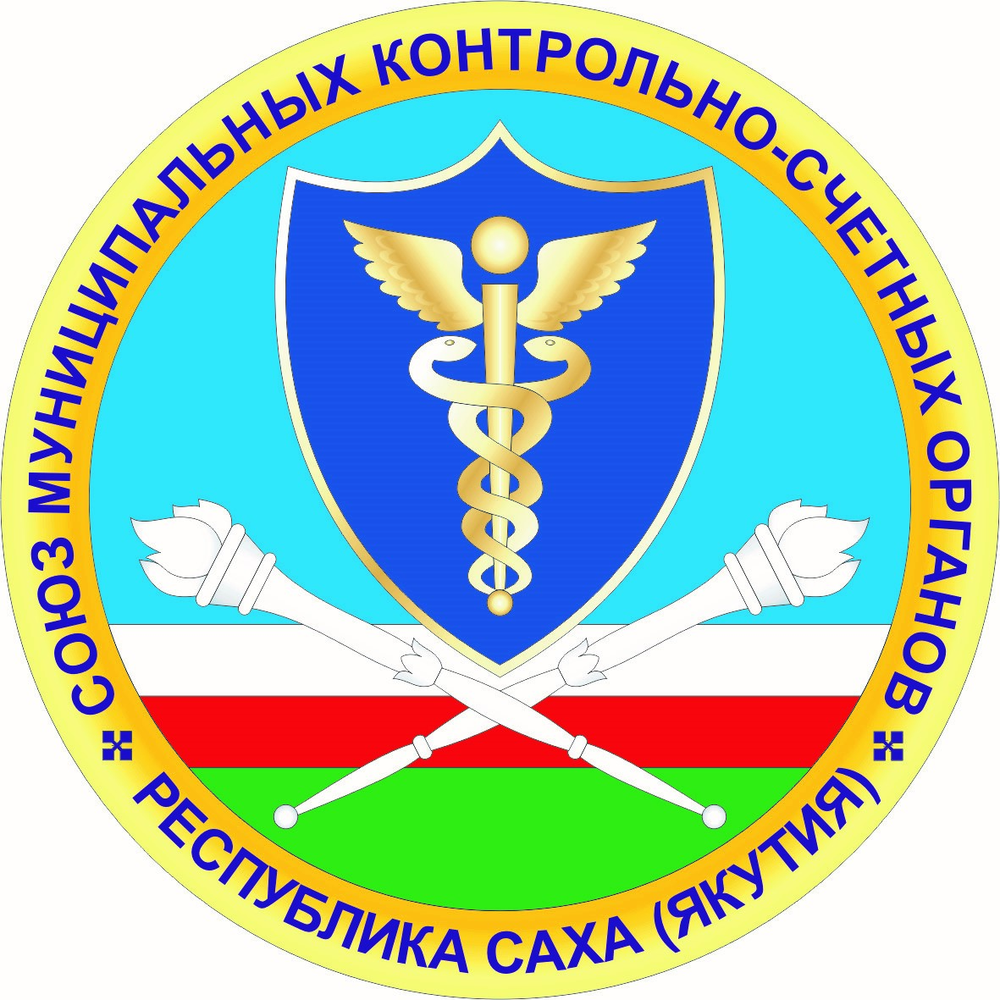 СОЮЗ МУНИЦИПАЛЬНЫХ КОНТРОЛЬНО-СЧЕТНЫХ ОРГАНОВ
РЕСПУБЛИКА САХА (ЯКУТИЯ)